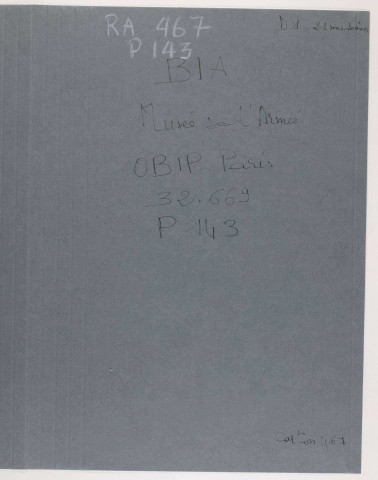 RA 467
P 143
BIA
Musée de l'Armée
OBIP Paris
32.669
P 143